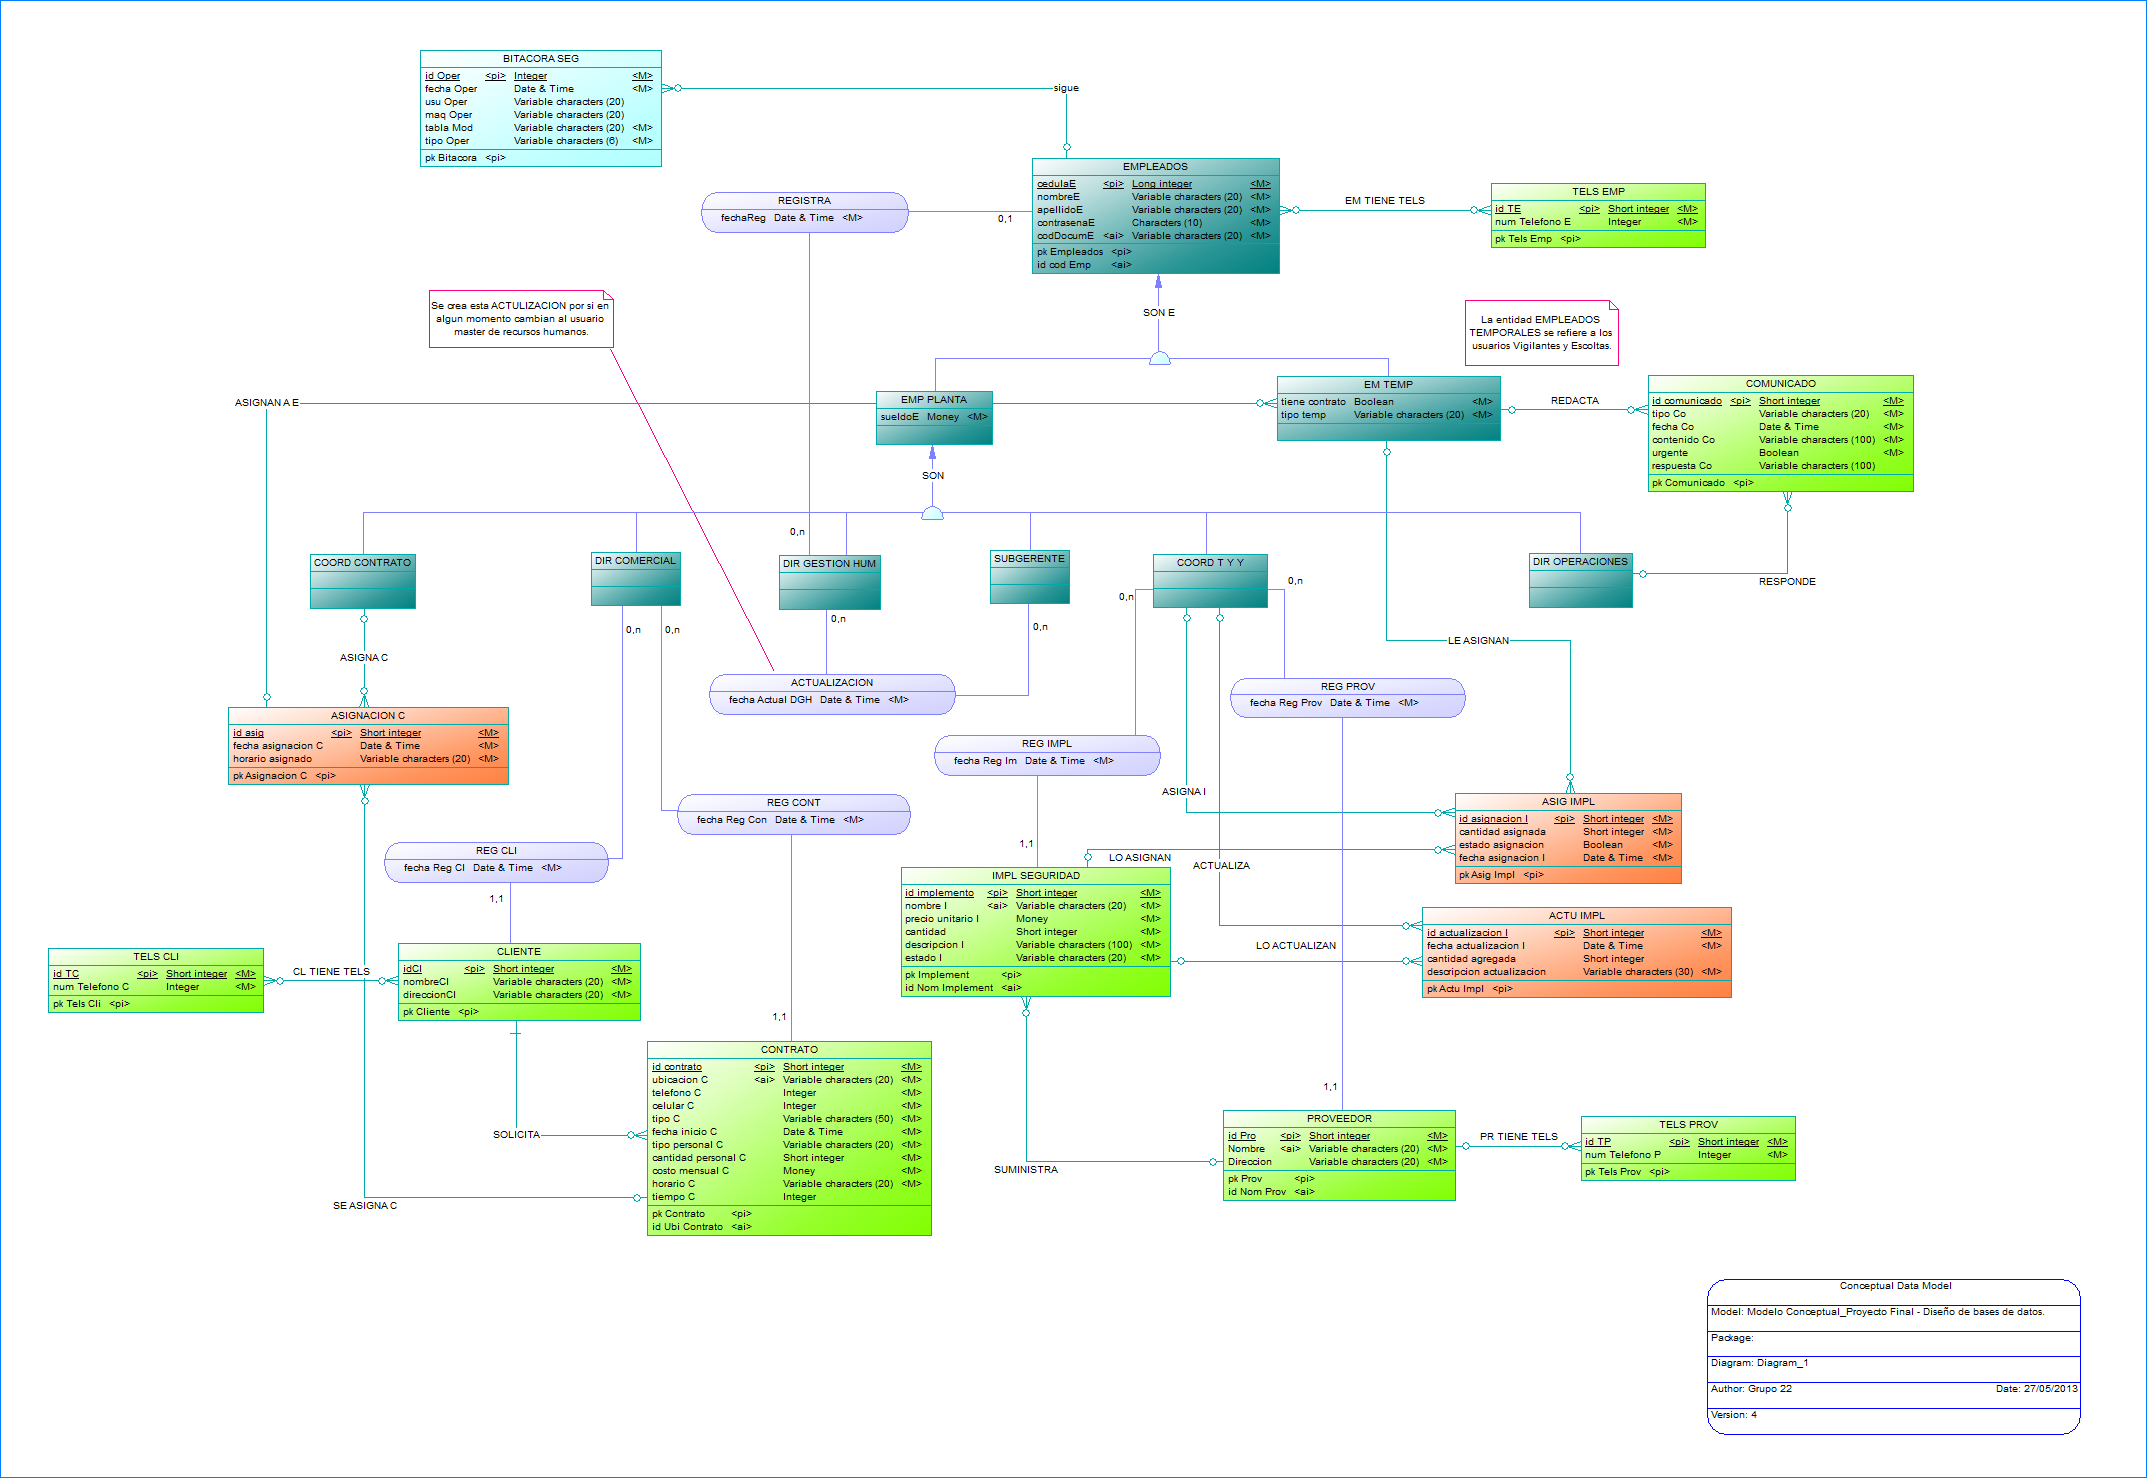 BITACORA SEG
id Oper <pi> Integer <M>
fecha Oper Date & Time <M>
usu Oper Variable characters (20)
maq Oper Variable characters (20)
tabla Mod Variable characters (20) <M>
tipo Oper Variable characters (6) <M>
pk Bitacora <pi>
sigue
EMPLEADOS
cedulaE <pi> Long integer <M>
nombreE Variable characters (20) <M>
apellidoE Variable characters (20) <M>
contrasenaE Characters (10) <M>
codDocumE <ai> Variable characters (20) <M>
pk Empleados <pi>
id cod Emp <ai>
REGISTRA
fechaReg Date & Time <M>
0,1
EM TIENE TELS
TELS EMP
id TE <pi> Short integer <M>
num Telefono E Integer <M>
pk Tels Emp <pi>
Se crea esta ACTULIZACION por si en
algun momento cambian al usuario
master de recursos humanos.
SON E
La entidad EMPLEADOS
TEMPORALES se refiere a los
usuarios Vigilantes y Escoltas.
ASIGNAN A E
EMP PLANTA
sueldoE Money <M>
EM TEMP
tiene contrato Boolean <M>
tipo temp Variable characters (20) <M>
REDACTA
COMUNICADO
id comunicado <pi> Short integer <M>
tipo Co Variable characters (20) <M>
fecha Co Date & Time <M>
contenido Co Variable characters (100) <M>
urgente Boolean <M>
respuesta Co Variable characters (100)
pk Comunicado <pi>
SON
0,n
COORD CONTRATO
DIR COMERCIAL
DIR GESTION HUM
SUBGERENTE
COORD T Y Y
DIR OPERACIONES
RESPONDE
0,n
0,n
0,n
0,n
0,n
0,n
ASIGNA C
LE ASIGNAN
ACTUALIZACION
fecha Actual DGH Date & Time <M>
REG PROV
fecha Reg Prov Date & Time <M>
ASIGNACION C
id asig <pi> Short integer <M>
fecha asignacion C Date & Time <M>
horario asignado Variable characters (20) <M>
pk Asignacion C <pi>
REG IMPL
fecha Reg Im Date & Time <M>
ASIGNA I
REG CONT
fecha Reg Con Date & Time <M>
ASIG IMPL
id asignacion I <pi> Short integer <M>
cantidad asignada Short integer <M>
estado asignacion Boolean <M>
fecha asignacion I Date & Time <M>
pk Asig Impl <pi>
1,1
REG CLI
fecha Reg Cl Date & Time <M>
LO ASIGNAN
ACTUALIZA
1,1
IMPL SEGURIDAD
id implemento <pi> Short integer <M>
nombre I <ai> Variable characters (20) <M>
precio unitario I Money <M>
cantidad Short integer <M>
descripcion I Variable characters (100) <M>
estado I Variable characters (20) <M>
pk Implement <pi>
id Nom Implement <ai>
ACTU IMPL
id actualizacion I <pi> Short integer <M>
fecha actualizacion I Date & Time <M>
cantidad agregada Short integer
descripcion actualizacion Variable characters (30) <M>
pk Actu Impl <pi>
LO ACTUALIZAN
TELS CLI
id TC <pi> Short integer <M>
num Telefono C Integer <M>
pk Tels Cli <pi>
CL TIENE TELS
CLIENTE
idCl <pi> Short integer <M>
nombreCl Variable characters (20) <M>
direccionCl Variable characters (20) <M>
pk Cliente <pi>
1,1
CONTRATO
id contrato <pi> Short integer <M>
ubicacion C <ai> Variable characters (20) <M>
telefono C Integer <M>
celular C Integer <M>
tipo C Variable characters (50) <M>
fecha inicio C Date & Time <M>
tipo personal C Variable characters (20) <M>
cantidad personal C Short integer <M>
costo mensual C Money <M>
horario C Variable characters (20) <M>
tiempo C Integer
pk Contrato <pi>
id Ubi Contrato <ai>
1,1
SOLICITA
SE ASIGNA C
SUMINISTRA
PROVEEDOR
id Pro <pi> Short integer <M>
Nombre <ai> Variable characters (20) <M>
Direccion Variable characters (20) <M>
pk Prov <pi>
id Nom Prov <ai>
PR TIENE TELS
TELS PROV
id TP <pi> Short integer <M>
num Telefono P Integer <M>
pk Tels Prov <pi>
Conceptual Data Model
Model: Modelo Conceptual_Proyecto Final - Diseño de bases de datos.
Package:
Diagram: Diagram_1
Author: Grupo 22 Date: 27/05/2013
Version: 4